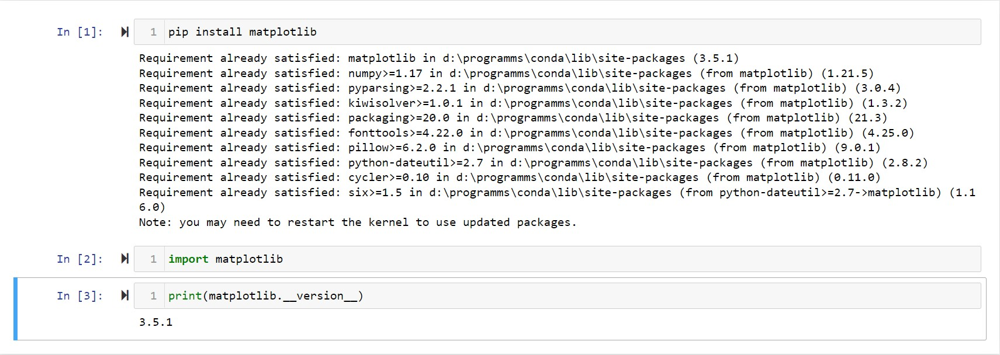 In [1]:
1 pip install matplotlib
Requirement already satisfied: matplotlib in d:\programms\conda\lib\site-packages (3.5.1)
Requirement already satisfied: numpy>=1.17 in d:\programms\conda\lib\site-packages (from matplotlib) (1.21.5)
Requirement already satisfied: pyparsing>=2.2.1 in d:\programms\conda\lib\site-packages (from matplotlib) (3.0.4)
Requirement already satisfied: kiwisolver>=1.0.1 in d:\programms\conda\lib\site-packages (from matplotlib) (1.3.2)
Requirement already satisfied: packaging>=20.0 in d:\programms\conda\lib\site-packages (from matplotlib) (21.3)
Requirement already satisfied: fonttools>=4.22.0 in d:\programms\conda\lib\site-packages (from matplotlib) (4.25.0)
Requirement already satisfied: pillow>=6.2.0 in d:\programms\conda\lib\site-packages (from matplotlib) (9.0.1)
Requirement already satisfied: python-dateutil>=2.7 in d:\programms\conda\lib\site-packages (from matplotlib) (2.8.2)
Requirement already satisfied: cycler>=0.10 in d:\programms\conda\lib\site-packages (from matplotlib) (0.11.0)
Requirement already satisfied: six>=1.5 in d:\programms\conda\lib\site-packages (from python-dateutil>=2.7->matplotlib) (1.1
6.0)
Note: you may need to restart the kernel to use updated packages.
In [2]:
1 import matplotlib
In [3]:
1 print(matplotlib.__version__)
3.5.1